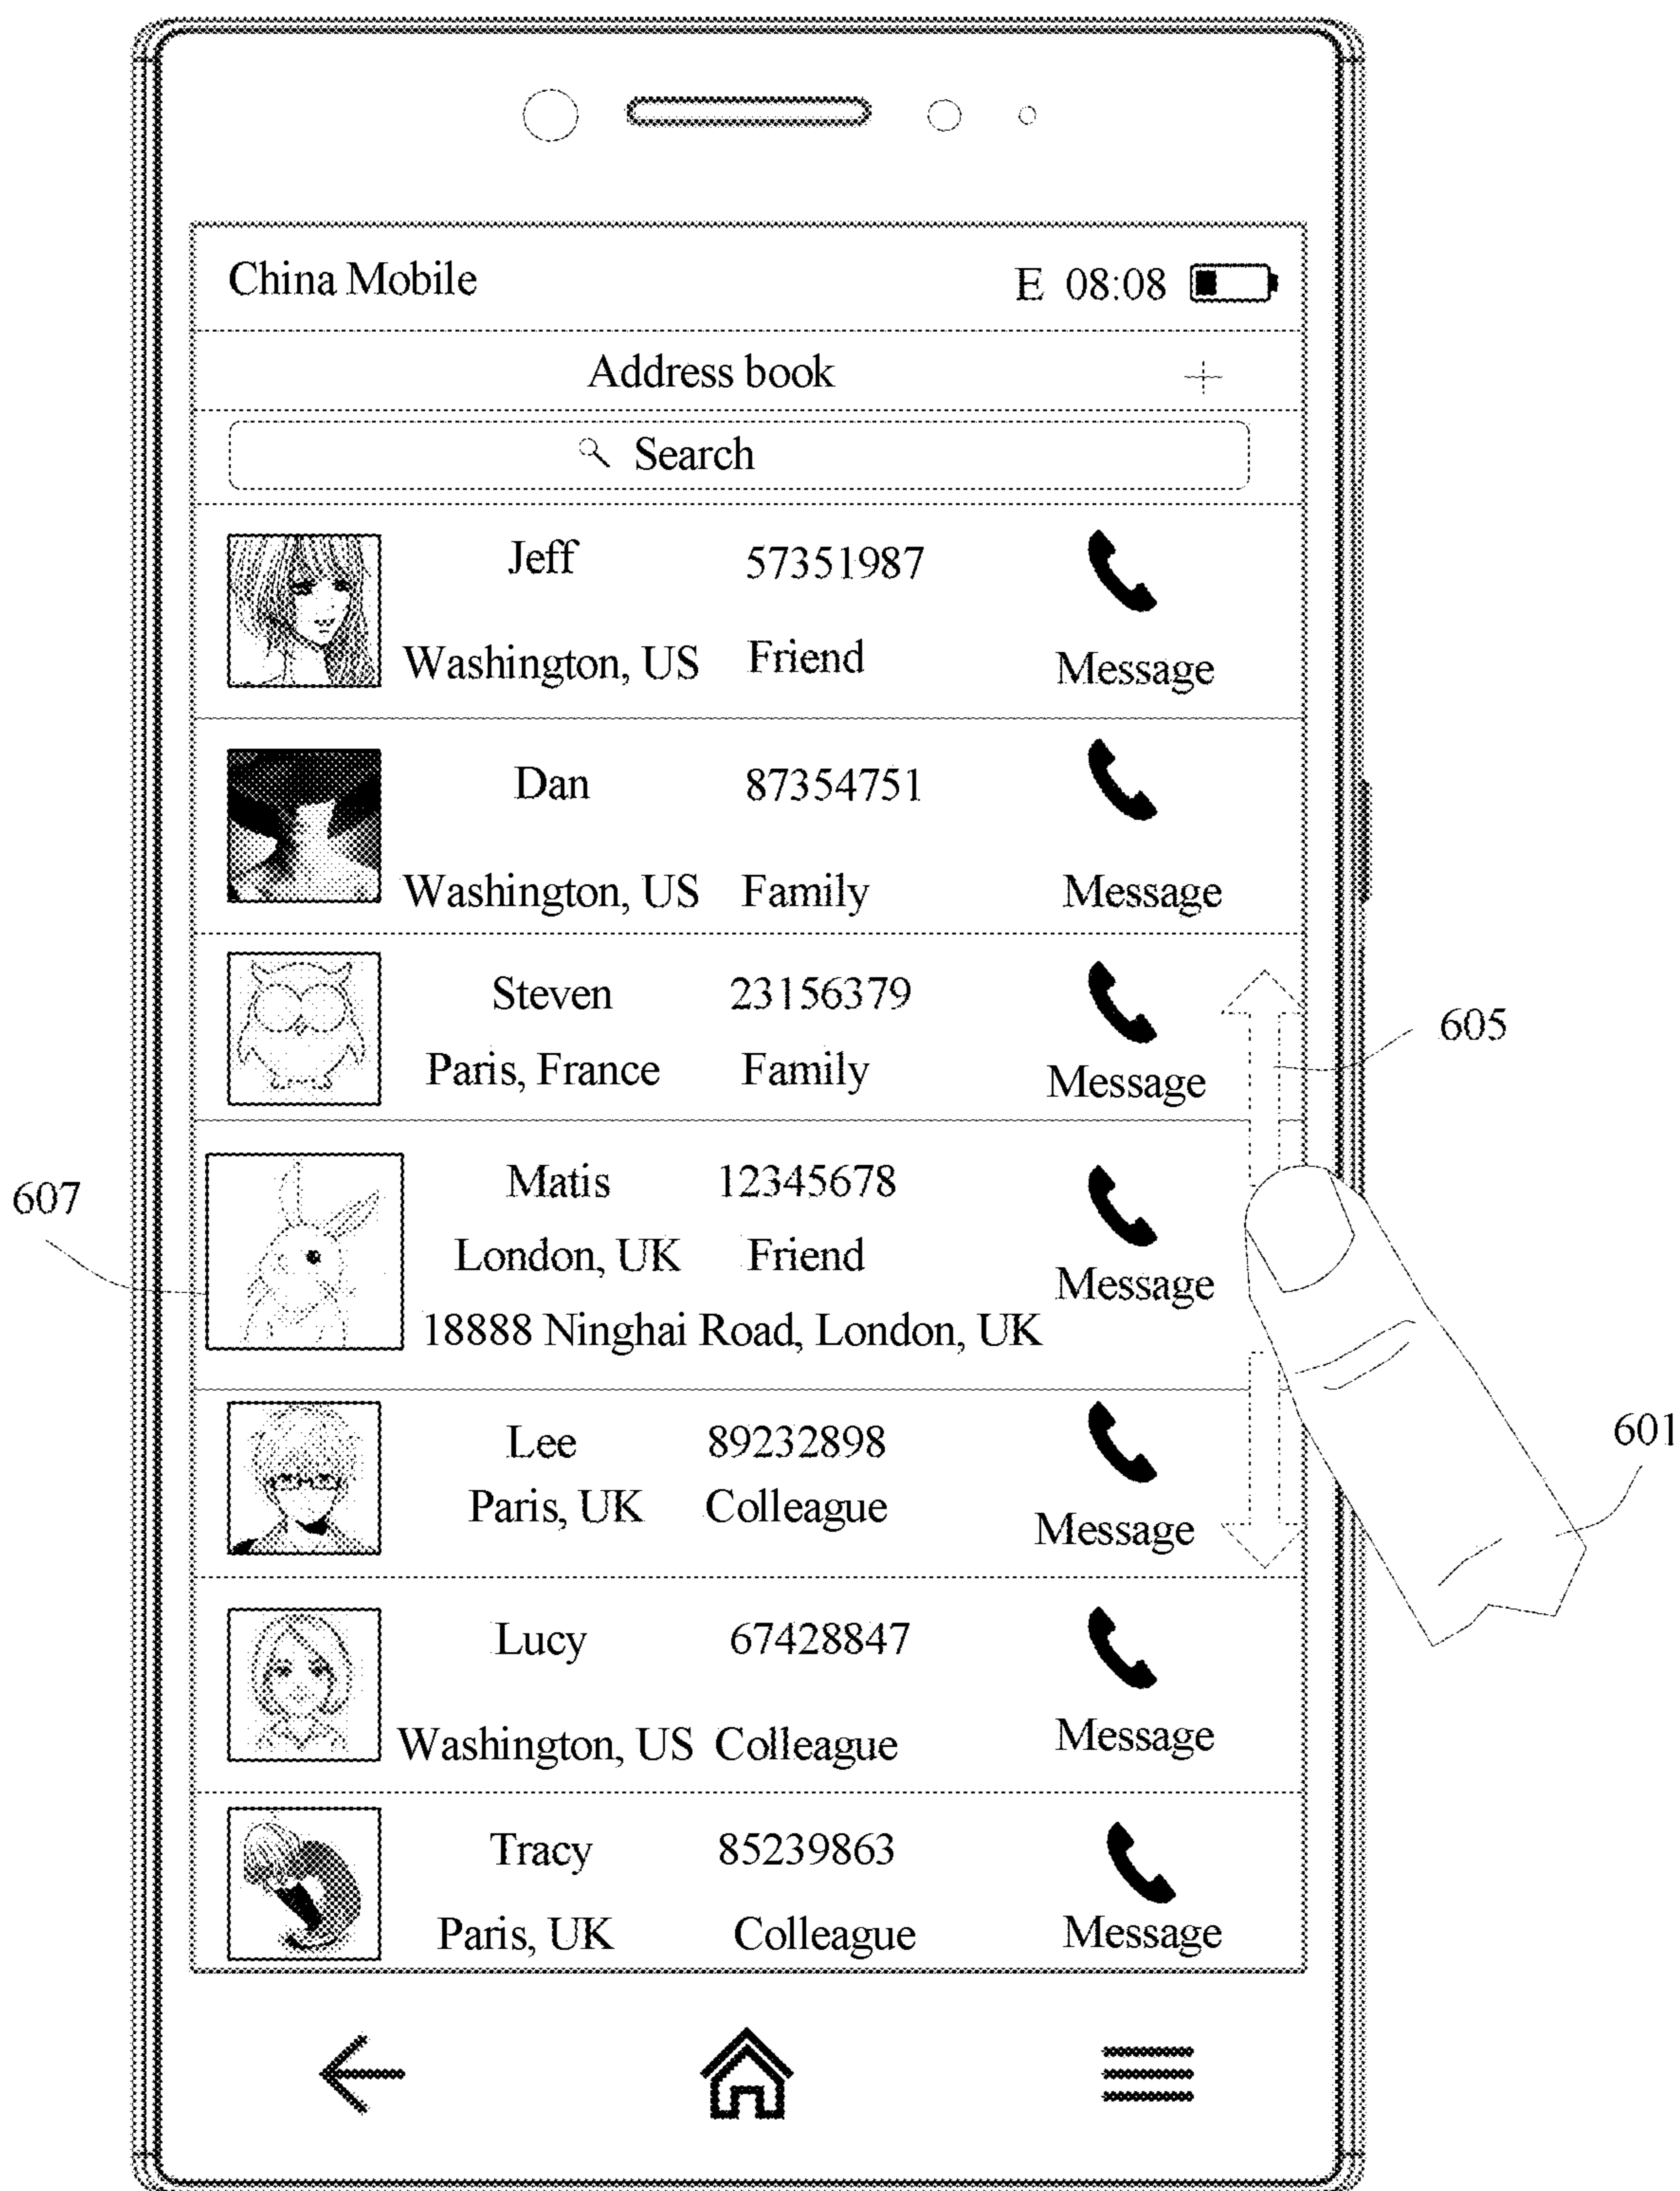 China Mobile E 08:08
Address book +
Search
Jeff 57351987
Washington, US Friend Message
Dan 87354751
Washington, US Family Message
Steven 23156379
605
Paris, France Family Message
Matis 12345678
607
London, UK Friend Message
18888 Ninghai Road, London, UK
Lee 89232898
601
Paris, UK Colleague Message
Lucy 67428847
Washington, US Colleague Message
Tracy 85239863
Paris, UK Colleague Message